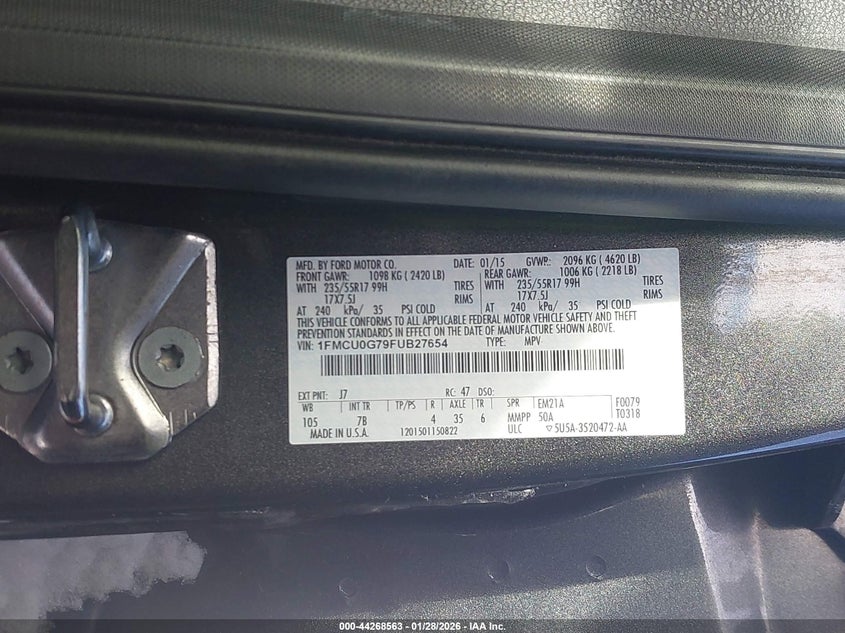 MFD. BY FORD MOTOR CO. DATE: 01/15 GVWP: 2096 KG ( 4620 LB)
FRONT GAWR: 1098 KG ( 2420 LB) REAR GAWR: 1006 KG ( 2218 LB)
WITH 235/55R17 99H TIRES WITH 235/55R17 99H TIRES
17X7.5J RIMS 17X7.5J RIMS
AT 240 kPa/ 35 PSI COLD AT 240 kPa/ 35 PSI COLD
THIS VEHICLE CONFORMS TO ALL APPLICABLE FEDERAL MOTOR VEHICLE SAFETY AND THEFT
PREVENTION STANDARDS IN EFFECT ON THE DATE OF MANUFACTURE SHOWN ABOVE.
VIN: 1FMCU0G79FUB27654 TYPE: MPV
EXT PNT: J7 RC: 47 DSO:
WB INT TR TP/PS R AXLE TR SPR EM21A F0079
105 7B 4 35 6 MMPP 50A T0318
MADE IN U.S.A. 1201501150822 ULC ▽5U5A-3520472-AA
000-44268563 - 01/28/2026 - IAA Inc.